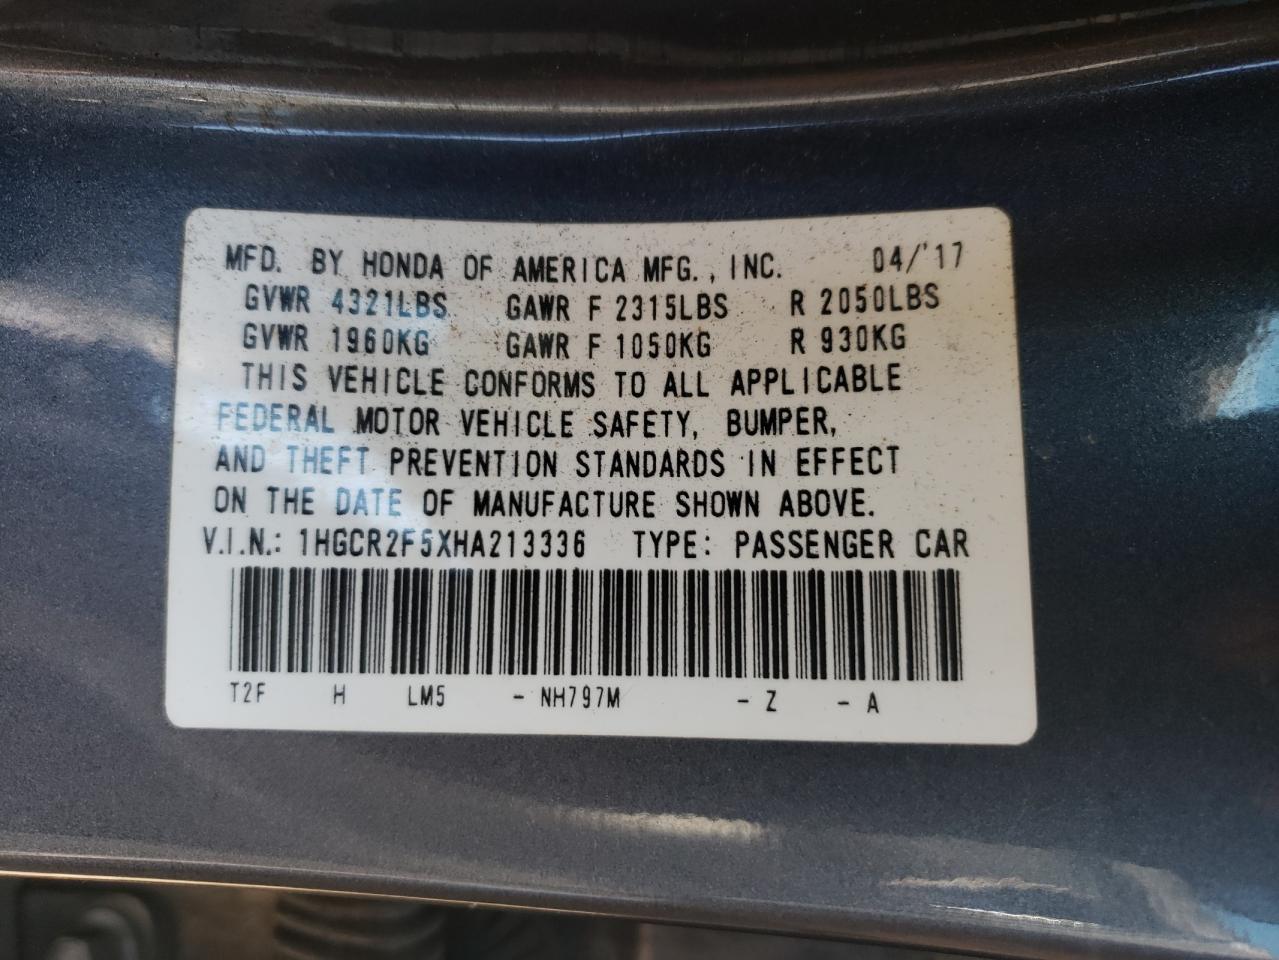 MFD. BY HONDA OF AMERICA MFG., INC. 04/'17
GVWR 4321LBS GAWR F 2315LBS R 2050LBS
GVWR 1960KG GAWR F 1050KG R 930KG
THIS VEHICLE CONFORMS TO ALL APPLICABLE
FEDERAL MOTOR VEHICLE SAFETY, BUMPER,
AND THEFT PREVENTION STANDARDS IN EFFECT
ON THE DATE OF MANUFACTURE SHOWN ABOVE.
V.I.N.: 1HGCR2F5XHA213336 TYPE: PASSENGER CAR
T2F H LM5 - NH797M - Z - A